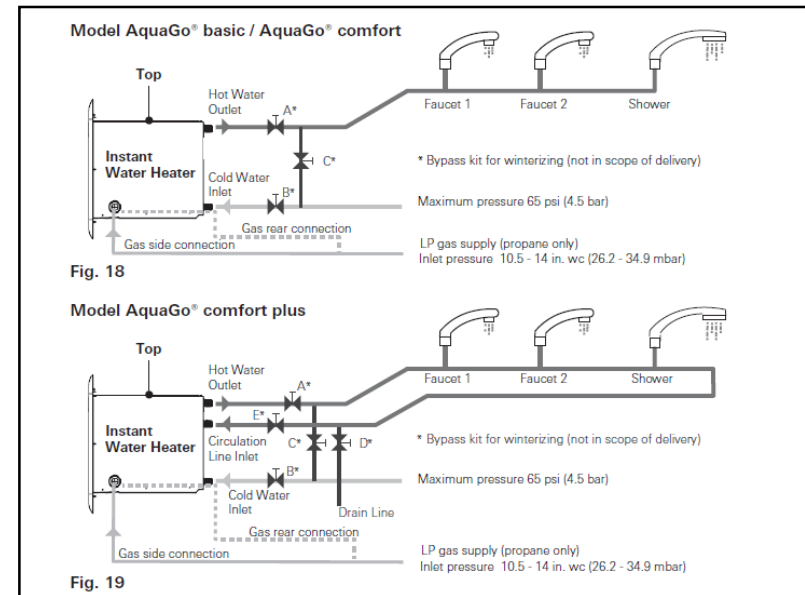 Model AquaGo® basic / AquaGo® comfort
Top
Hot Water
Outlet
A*
Faucet 1
Faucet 2
Shower
Instant
Water Heater
C*
* Bypass kit for winterizing (not in scope of delivery)
Cold Water
Inlet
B*
Maximum pressure 65 psi (4.5 bar)
Gas rear connection
Gas side connection
LP gas supply (propane only)
Inlet pressure 10.5 - 14 in. wc (26.2 - 34.9 mbar)
Fig. 18
Model AquaGo® comfort plus
Top
Hot Water
Outlet
A*
Faucet 1
Faucet 2
Shower
E*
Instant
Water Heater
Circulation
Line Inlet
C*
D*
* Bypass kit for winterizing (not in scope of delivery)
B*
Maximum pressure 65 psi (4.5 bar)
Cold Water
Inlet
Drain Line
Gas rear connection
Gas side connection
LP gas supply (propane only)
Inlet pressure 10.5 - 14 in. wc (26.2 - 34.9 mbar)
Fig. 19